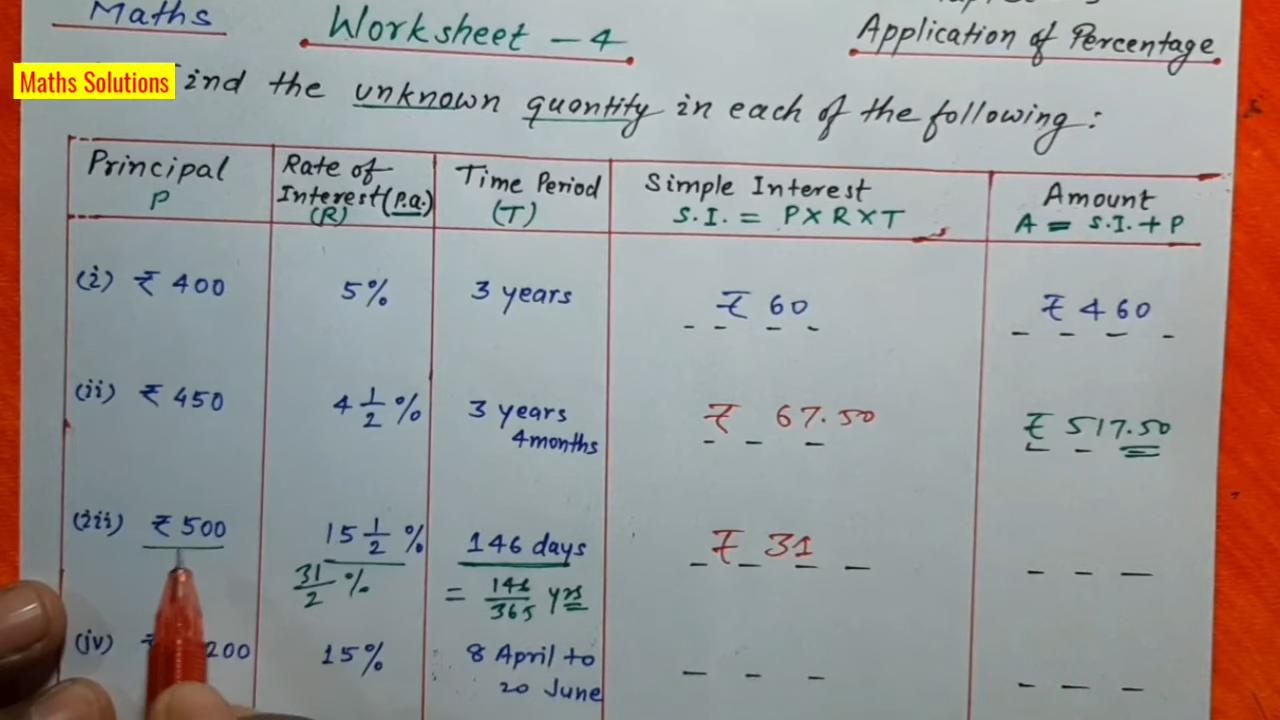 Maths
Worksheet - 4
Application of Percentage
Maths Solutions
ind the unknown quantity in each of the following:
Principal P
Rate of Interest (p.a.) (R)
Time Period (T)
Simple Interest S.I. = P×R×T
Amount A = S.I. + P
(i) ₹ 400 5% 3 years ₹ 60 ₹ 460
(ii) ₹ 450 4 1/2 % 3 years ₹ 67.50 ₹ 517.50
4 months
(iii) ₹ 500 15 1/2 % 146 days ₹ 31
31/2 % = 146/365 yrs
(iv) 200 15% 8 April to
20 June